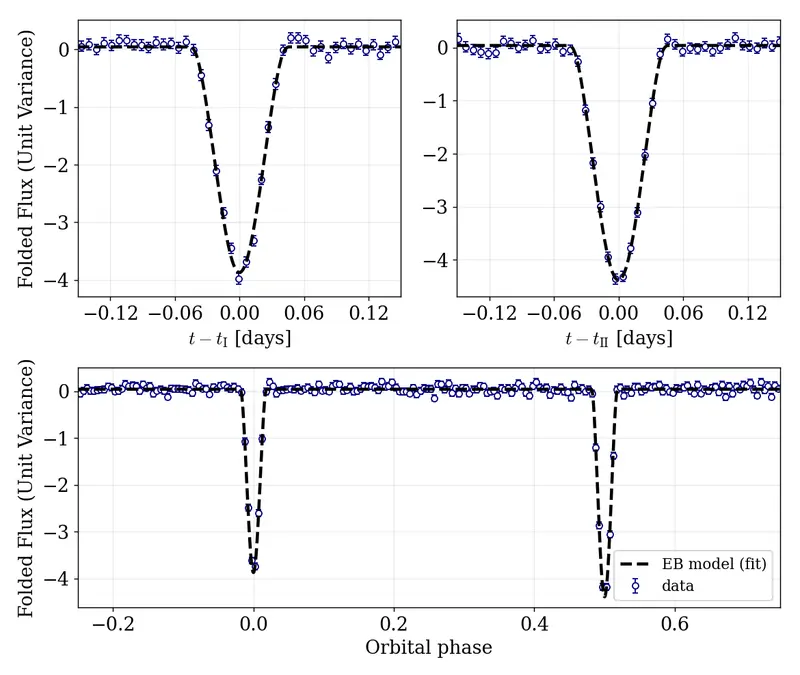 Folded Flux (Unit Variance)
0
−1
−2
−3
−4
−0.12 −0.06 0.00 0.06 0.12
t − tI [days]
0
−1
−2
−3
−4
−0.12 −0.06 0.00 0.06 0.12
t − tII [days]
Folded Flux (Unit Variance)
0
−1
−2
−3
−4
−0.2 0.0 0.2 0.4 0.6
Orbital phase
EB model (fit)
data